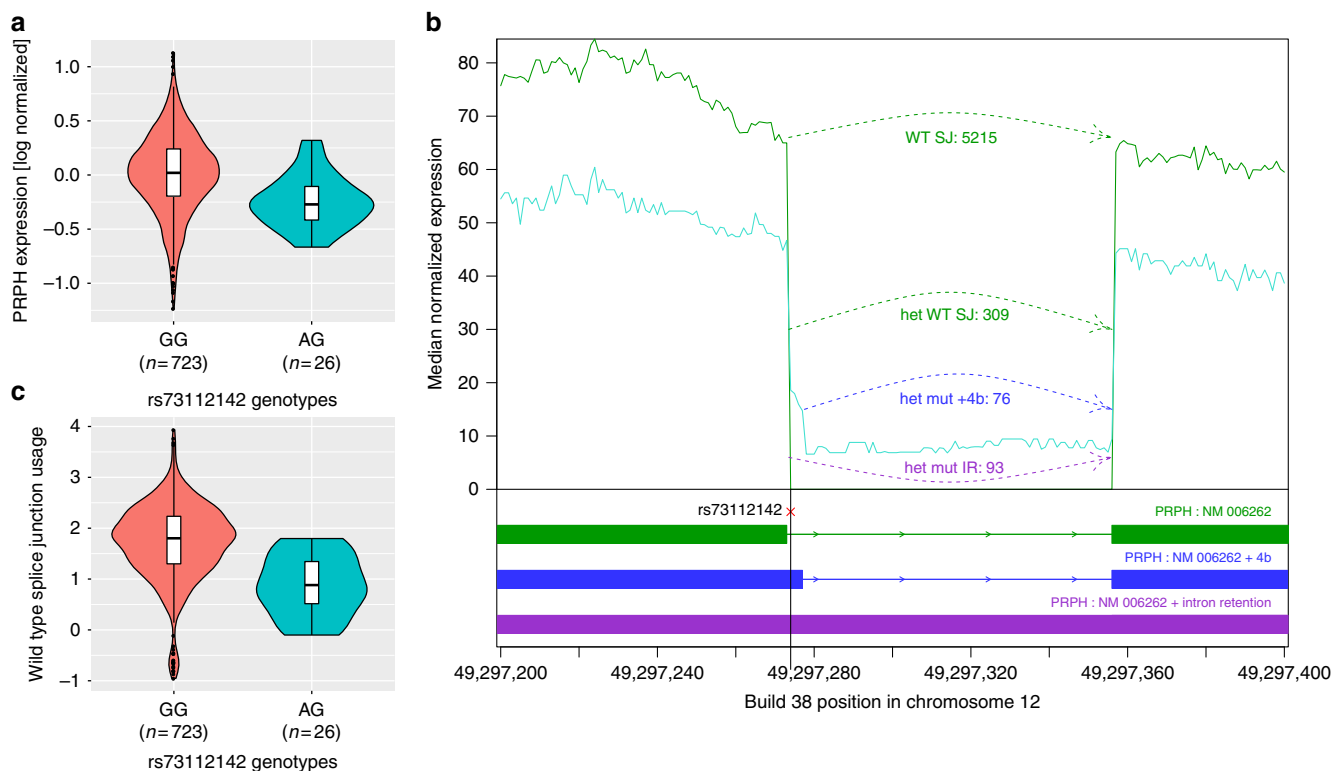 a
PRPH expression [log normalized]
1.0
0.5
0.0
−0.5
−1.0
GG
(n=723)
AG
(n=26)
rs73112142 genotypes
b
Median normalized expression
80
70
60
50
40
30
20
10
0
WT SJ: 5215
het WT SJ: 309
het mut +4b: 76
het mut IR: 93
rs73112142
PRPH : NM 006262
PRPH : NM 006262 + 4b
PRPH : NM 006262 + intron retention
49,297,200
49,297,240
49,297,280
49,297,320
49,297,360
49,297,400
Build 38 position in chromosome 12
c
Wild type splice junction usage
4
3
2
1
0
−1
GG
(n=723)
AG
(n=26)
rs73112142 genotypes